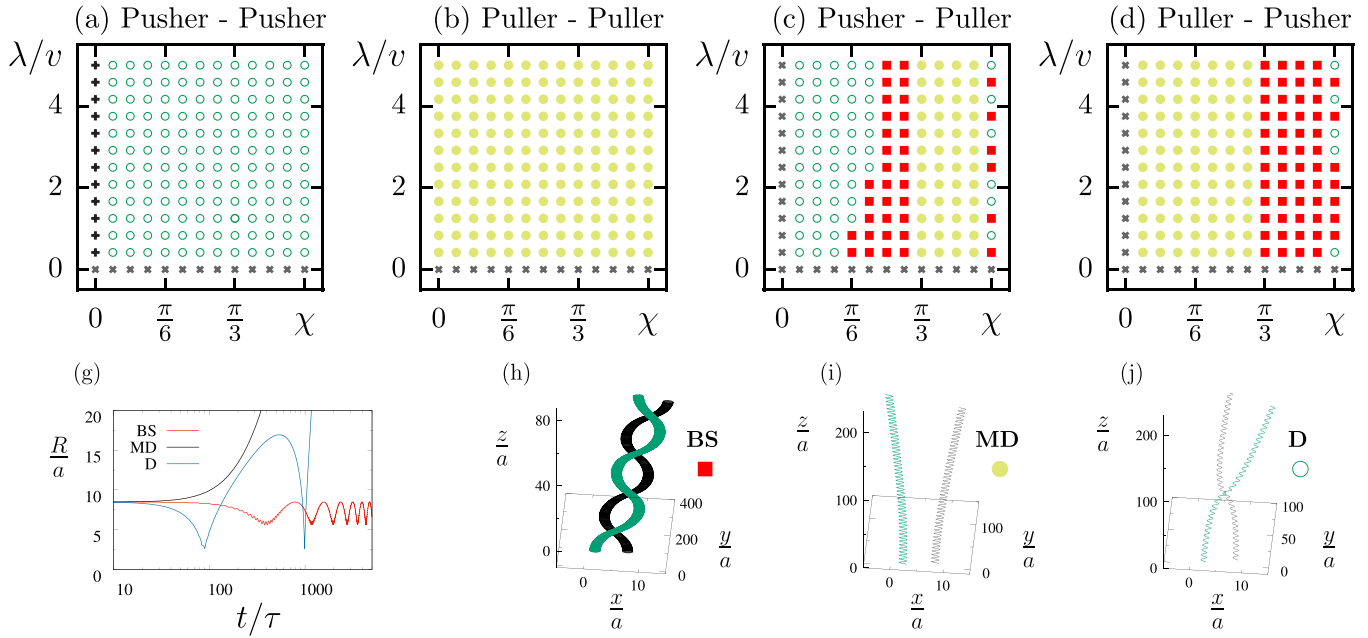 (a) Pusher - Pusher
(b) Puller - Puller
(c) Pusher - Puller
(d) Puller - Pusher
λ/v
4
2
0
0 π/6 π/3 χ
λ/v
4
2
0
0 π/6 π/3 χ
λ/v
4
2
0
0 π/6 π/3 χ
λ/v
4
2
0
0 π/6 π/3 χ
(g)
R/a
20
15
10
5
0
BS
MD
D
10 100 1000
t/τ
(h)
z/a
80
40
0
BS
400
200
0
y/a
0 10
x/a
(i)
z/a
200
100
0
MD
100
0
y/a
0 10
x/a
(j)
z/a
200
100
0
D
100
50
0
y/a
0 10
x/a